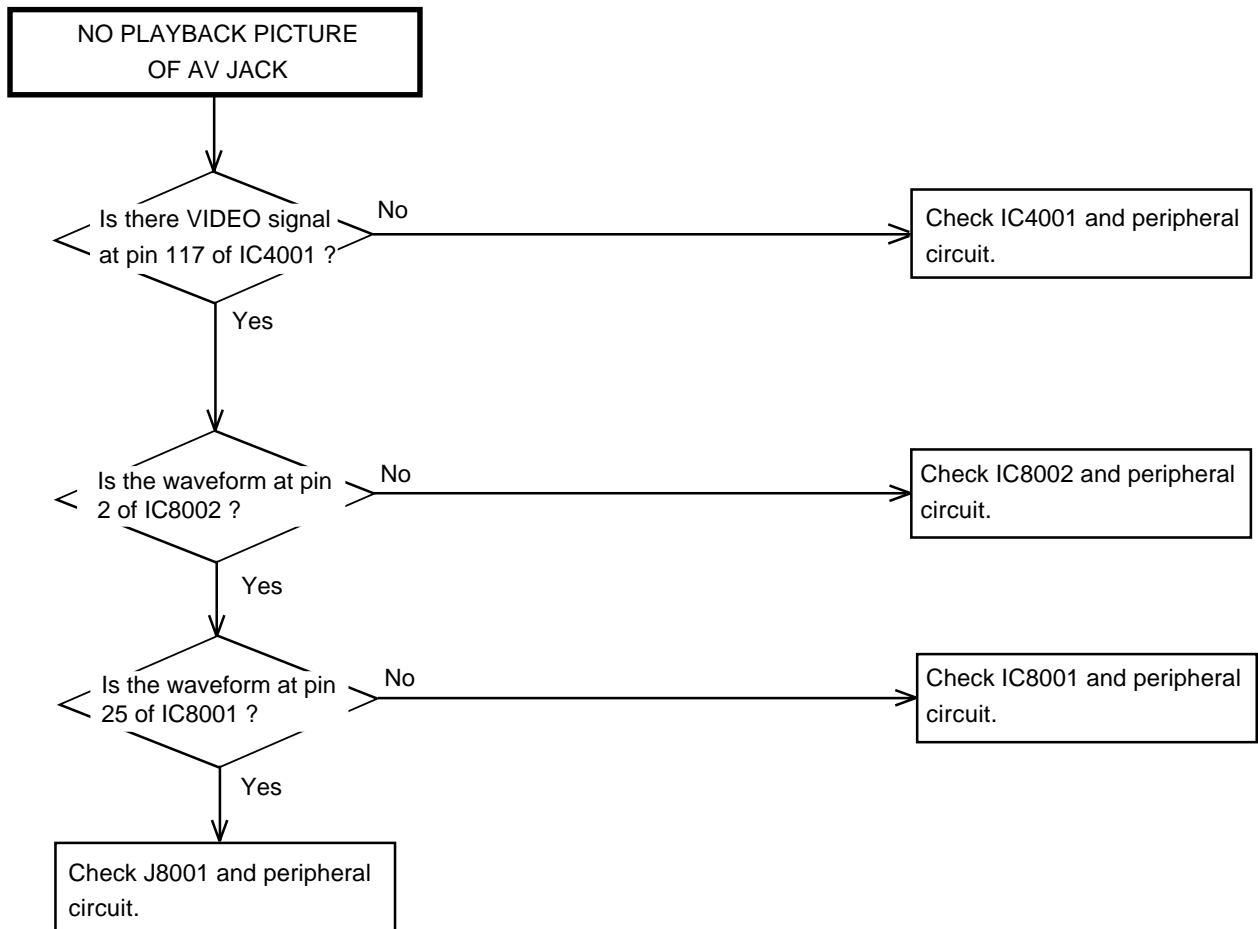 NO PLAYBACK PICTURE
OF AV JACK
Is there VIDEO signal
at pin 117 of IC4001 ?
No
Check IC4001 and peripheral
circuit.
Yes
Is the waveform at pin
2 of IC8002 ?
No
Check IC8002 and peripheral
circuit.
Yes
Is the waveform at pin
25 of IC8001 ?
No
Check IC8001 and peripheral
circuit.
Yes
Check J8001 and peripheral
circuit.